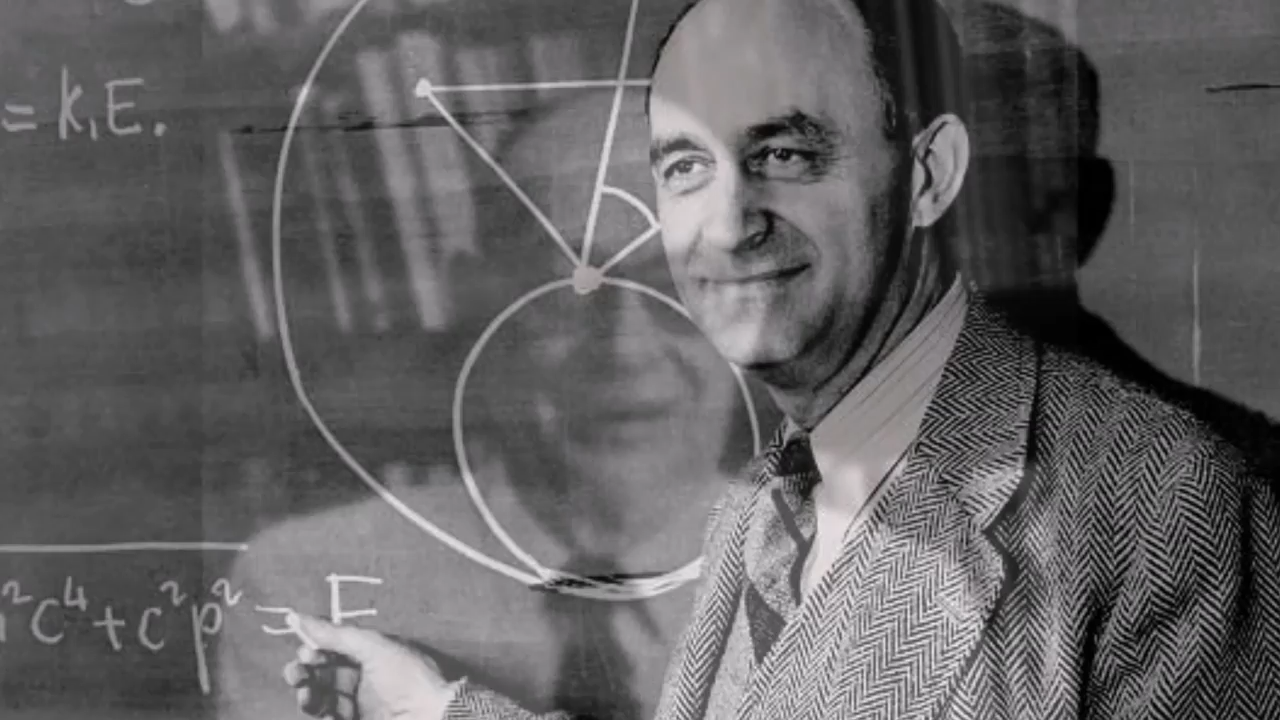 = K₁E.
²c⁴+c²p² = E